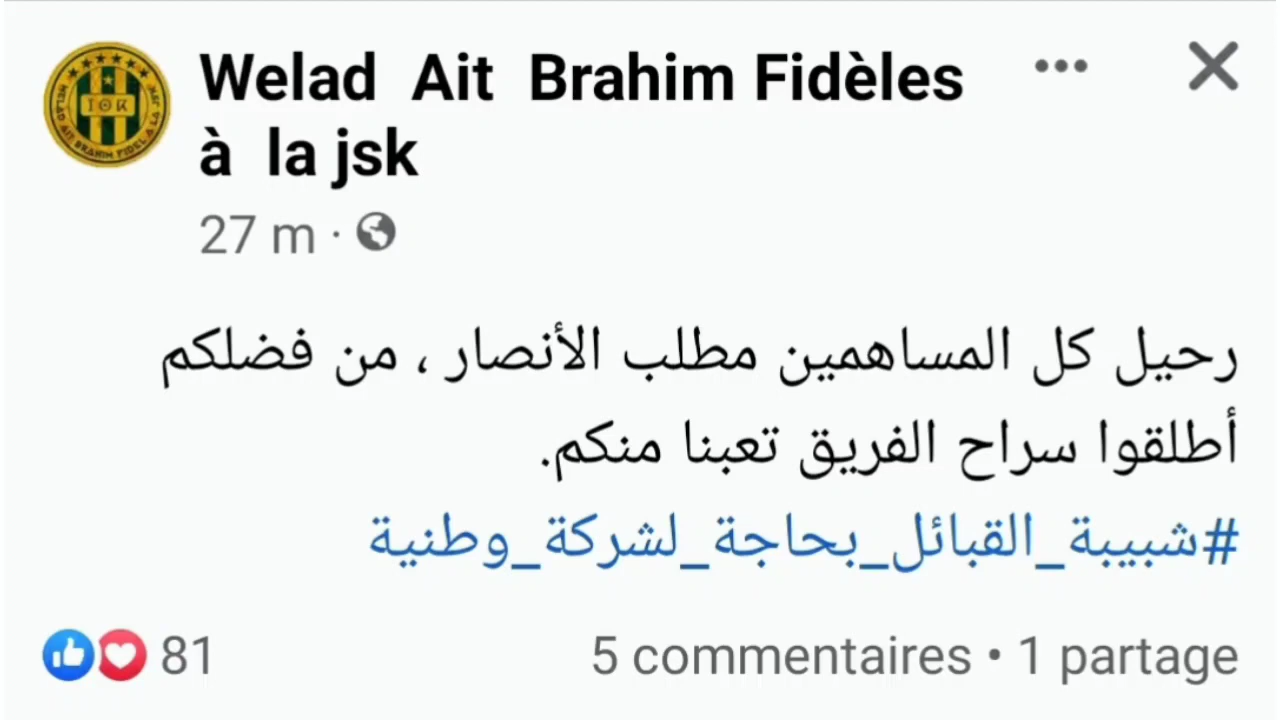 Welad Ait Brahim Fidèles
à la jsk
27 m ·
رحيل كل المساهمين مطلب الأنصار ، من فضلكم
أطلقوا سراح الفريق تعبنا منكم.
#شبيبة_القبائل_بحاجة_لشركة_وطنية
81
5 commentaires • 1 partage